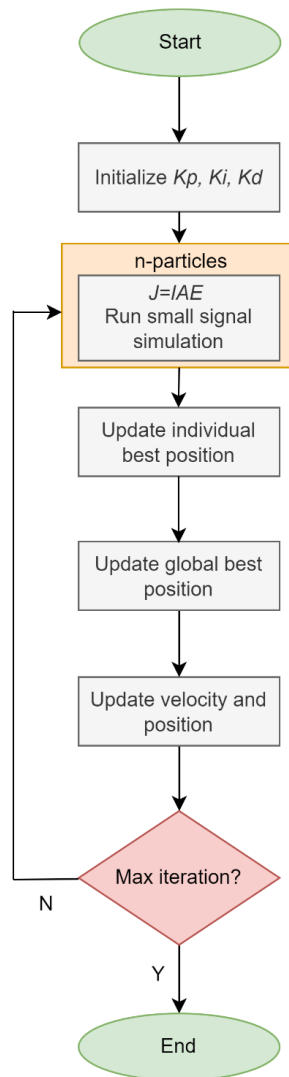 Start
Initialize Kp, Ki, Kd
n-particles
J=IAE
Run small signal
simulation
Update individual
best position
Update global best
position
Update velocity and
position
Max iteration?
N
Y
End